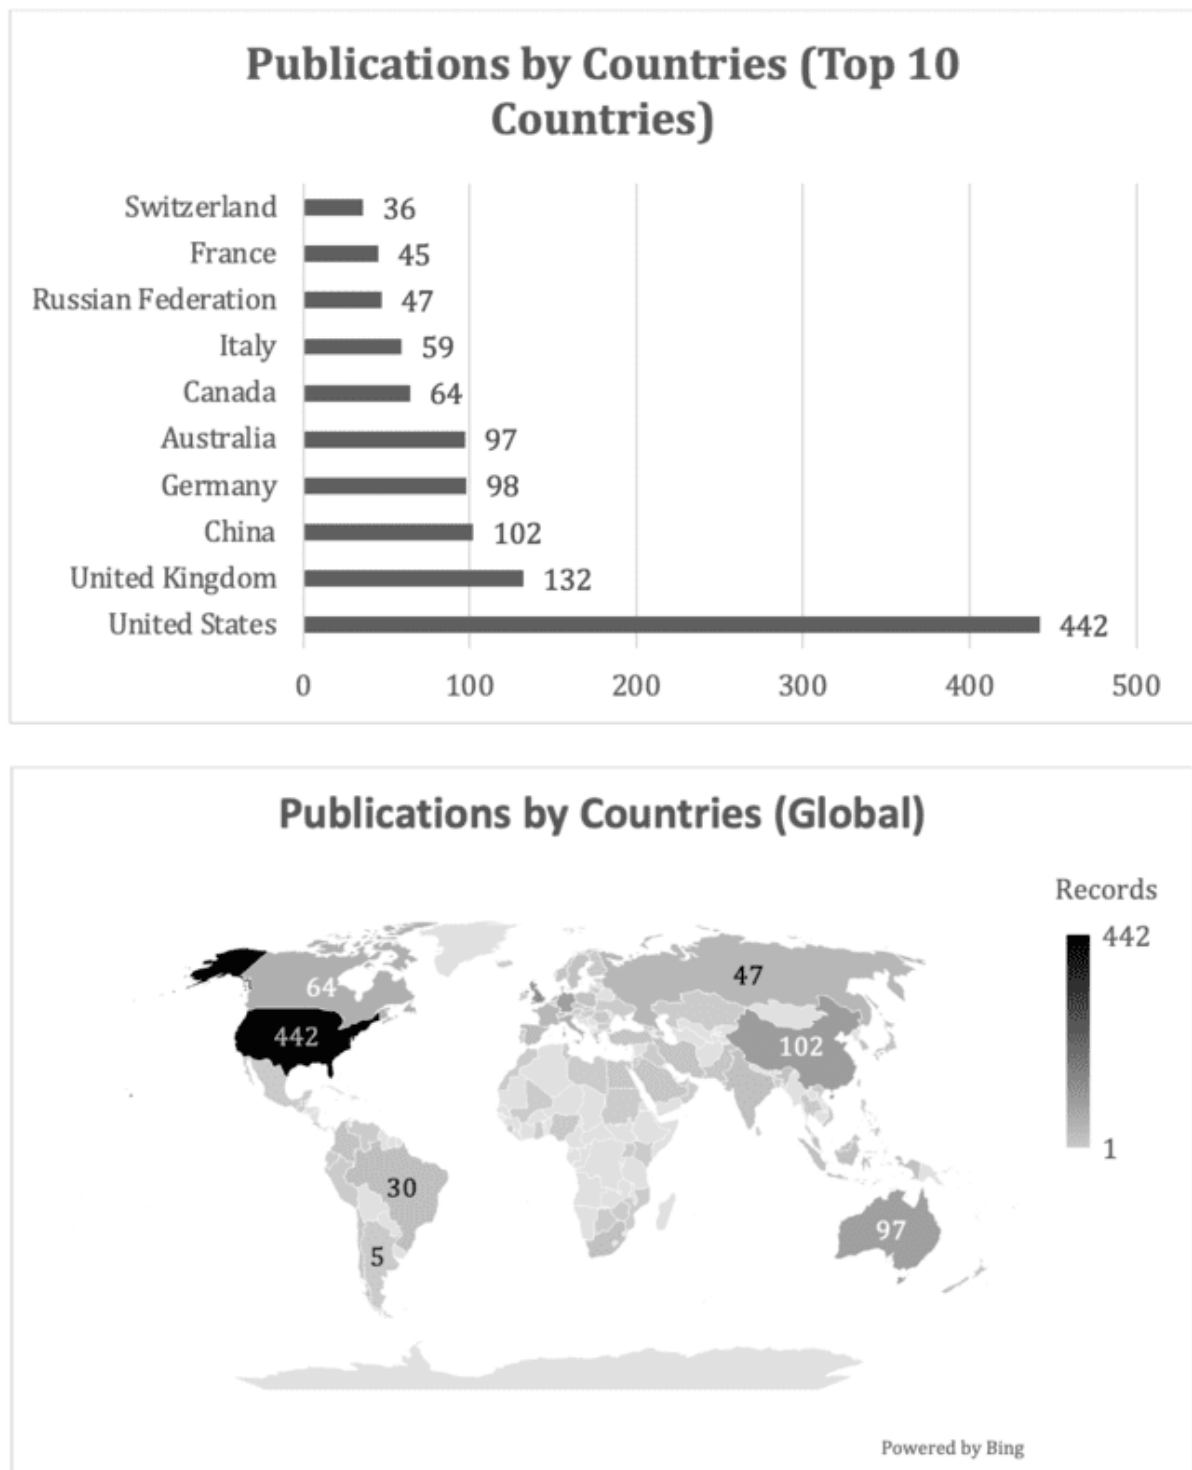 Publications by Countries (Top 10
Countries)
Switzerland 36
France 45
Russian Federation 47
Italy 59
Canada 64
Australia 97
Germany 98
China 102
United Kingdom 132
United States 442
0 100 200 300 400 500
Publications by Countries (Global)
Records
442
1
64
47
442
102
30
97
5
Powered by Bing